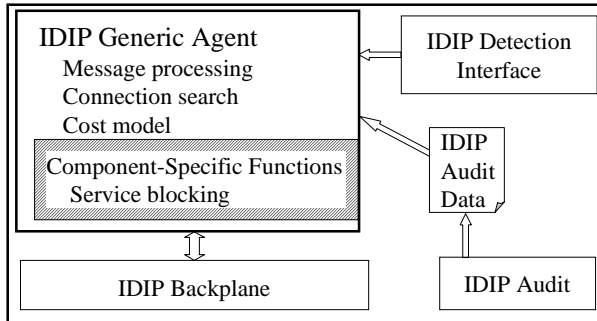 IDIP Generic Agent
Message processing
Connection search
Cost model
Component-Specific Functions
Service blocking
IDIP Detection
Interface
IDIP
Audit
Data
IDIP Backplane
IDIP Audit